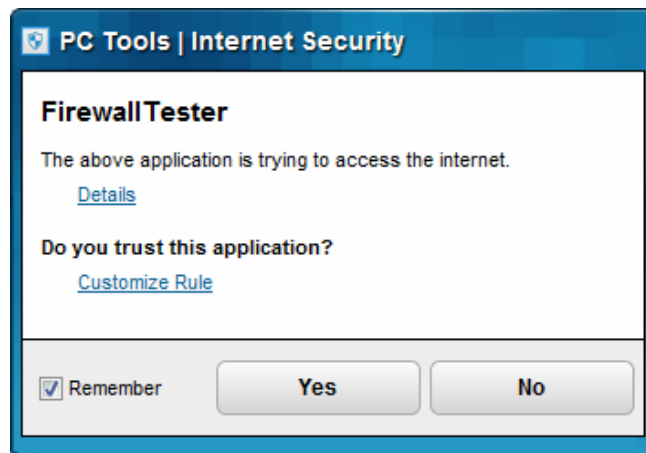 PC Tools | Internet Security
FirewallTester
The above application is trying to access the internet.
Details
Do you trust this application?
Customize Rule
Remember
Yes
No